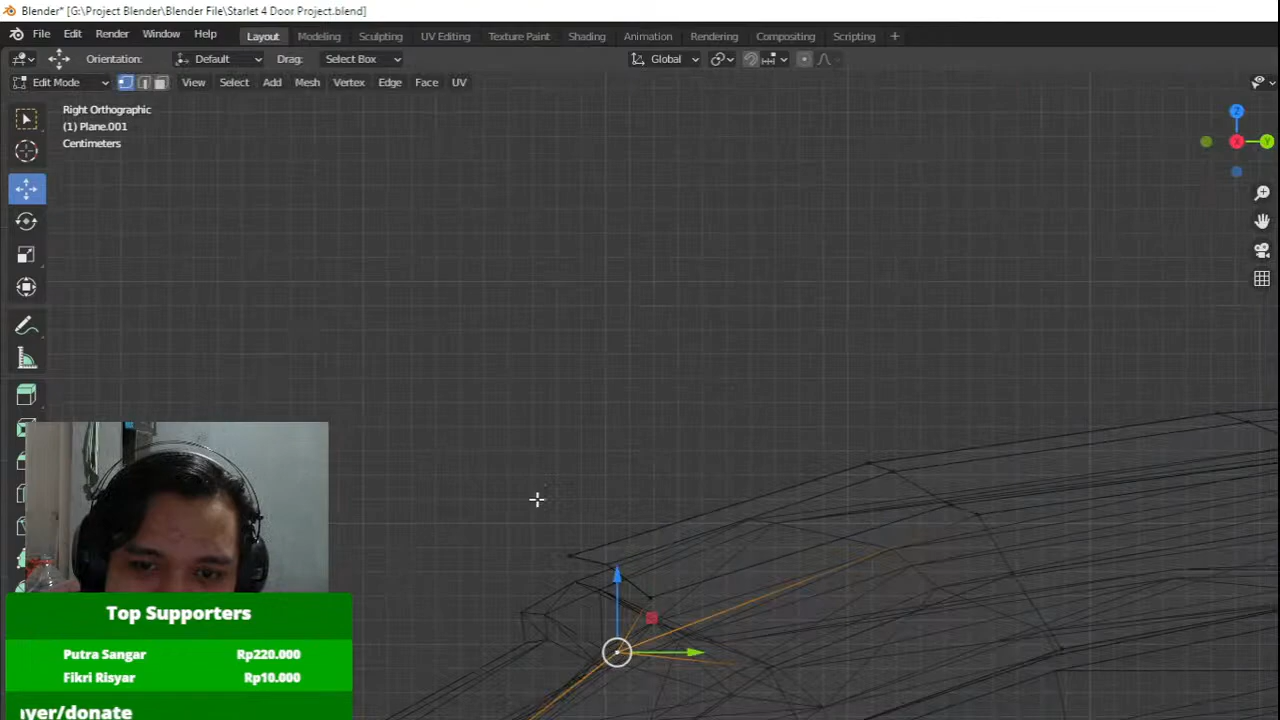 Blender* [G:\Project Blender\Blender File\Starlet 4 Door Project.blend]
File Edit Render Window Help Layout Modeling Sculpting UV Editing Texture Paint Shading Animation Rendering Compositing Scripting +
Orientation: Default Drag: Select Box Global
Edit Mode View Select Add Mesh Vertex Edge Face UV
Right Orthographic
(1) Plane.001
Centimeters
Z
X
Y
Top Supporters
Putra Sangar Rp220.000
Fikri Risyar Rp10.000
yer/donate